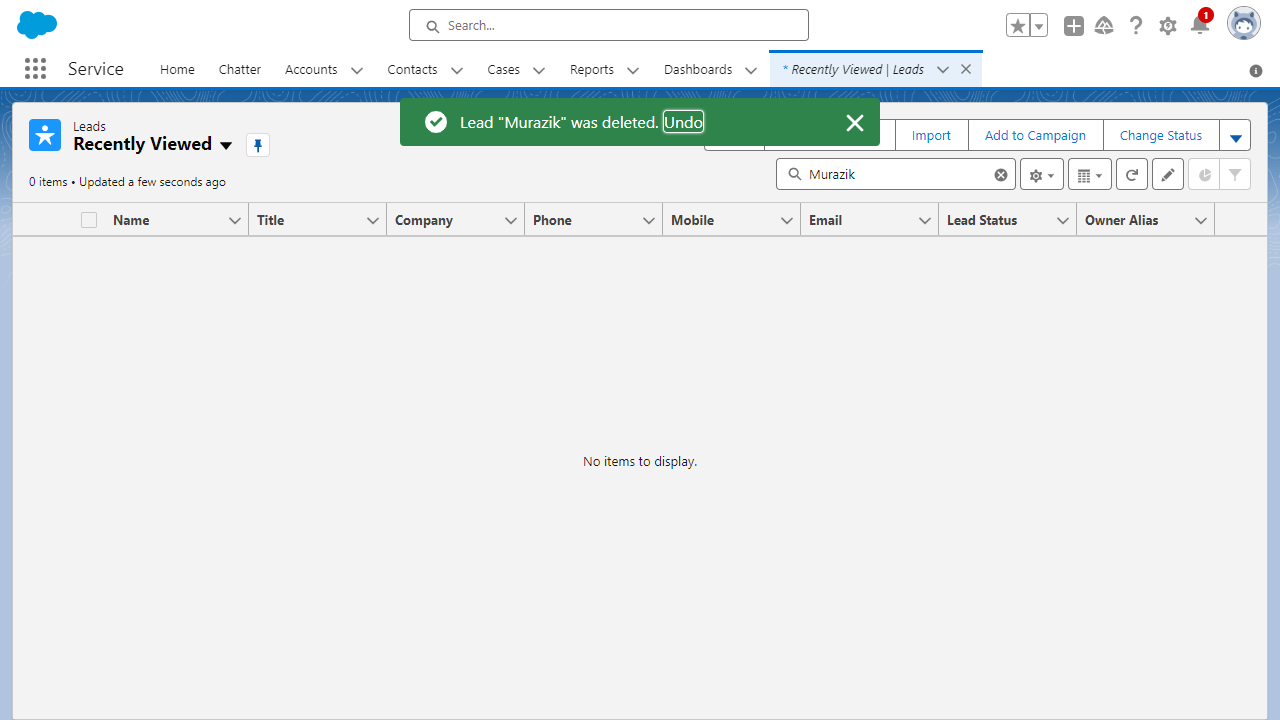 Search...
1
Service
Home
Chatter
Accounts
Contacts
Cases
Reports
Dashboards
* Recently Viewed | Leads
Lead "Murazik" was deleted. Undo
Leads
Recently Viewed
Import
Add to Campaign
Change Status
0 items • Updated a few seconds ago
Murazik
Name
Title
Company
Phone
Mobile
Email
Lead Status
Owner Alias
No items to display.